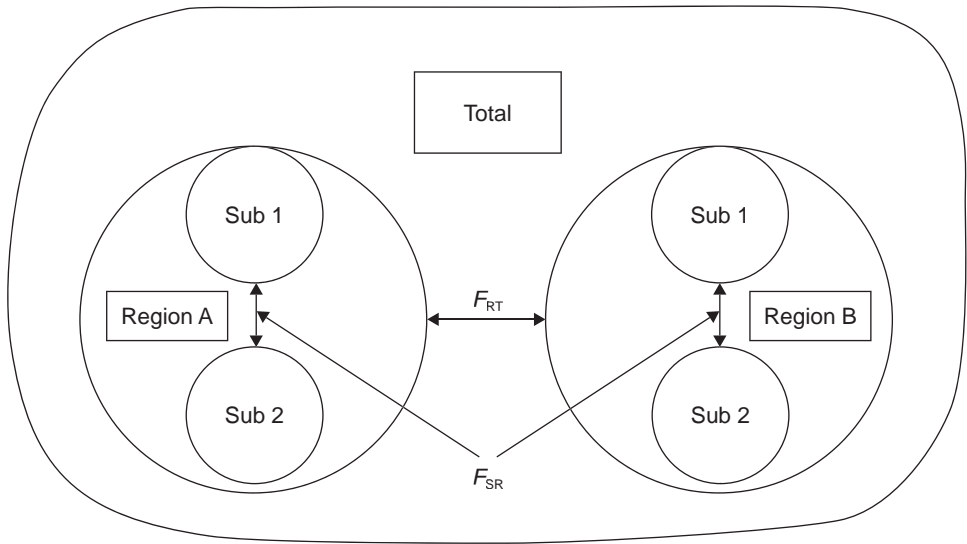 Total
Sub 1
Sub 1
Region A
F_RT
Region B
Sub 2
Sub 2
F_SR